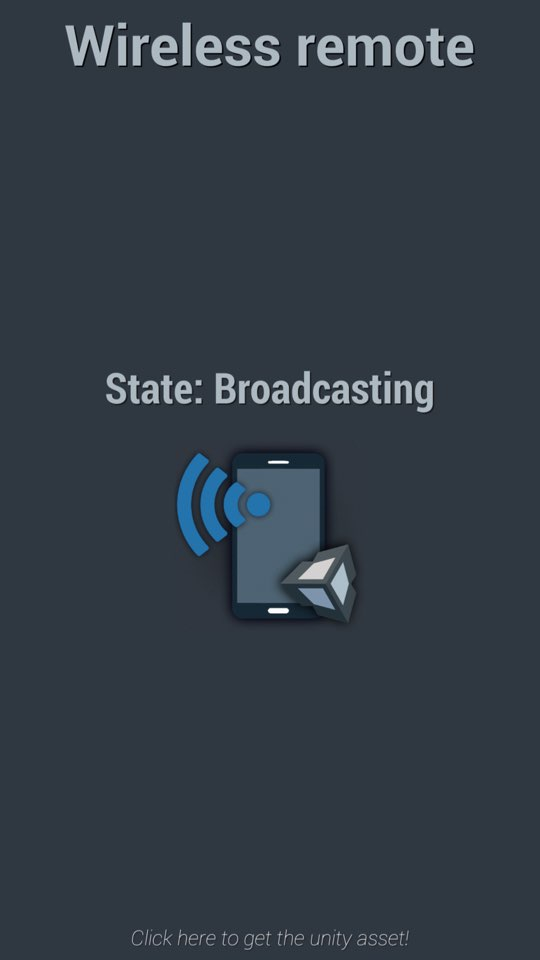 Wireless remote
State: Broadcasting
Click here to get the unity asset!